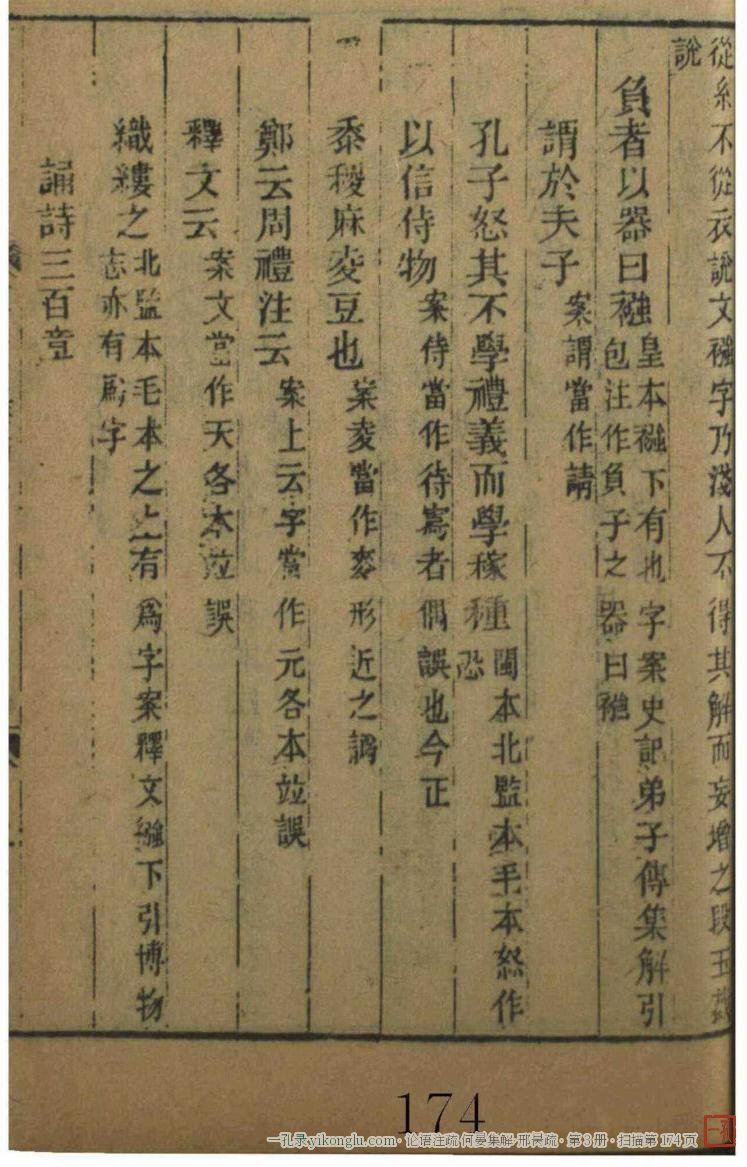 從糸不從衣說文襁字乃淺人不得其解而妄增之段玉裁
說
負者以器曰襁皇本襁下有也字案史記弟子傳集解引
包注作負子之器曰襁
謂於夫子案謂當作請
孔子怒其不學禮義而學稼種閩本北監本毛本怒作
恐
以信侍物案侍當作待寫者偶誤也今正
黍稷麻夌豆也案夌當作麥形近之譌
鄭云周禮注云案上云字當作元各本竝誤
釋文云案文當作天各本竝誤
織縷之北監本毛本之上有爲字案釋文繈下引博物
志亦有爲字
誦詩三百章
174
一孔录yikonglu.com·论语注疏 何晏集解 邢昺疏·第3册·扫描第174页
一孔